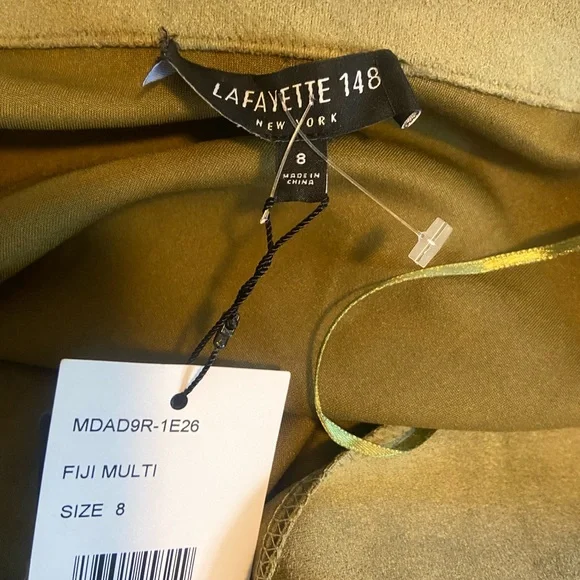 LAFAYETTE 148
NEW YORK
8
MADE IN
CHINA
MDAD9R-1E26
FIJI MULTI
SIZE 8